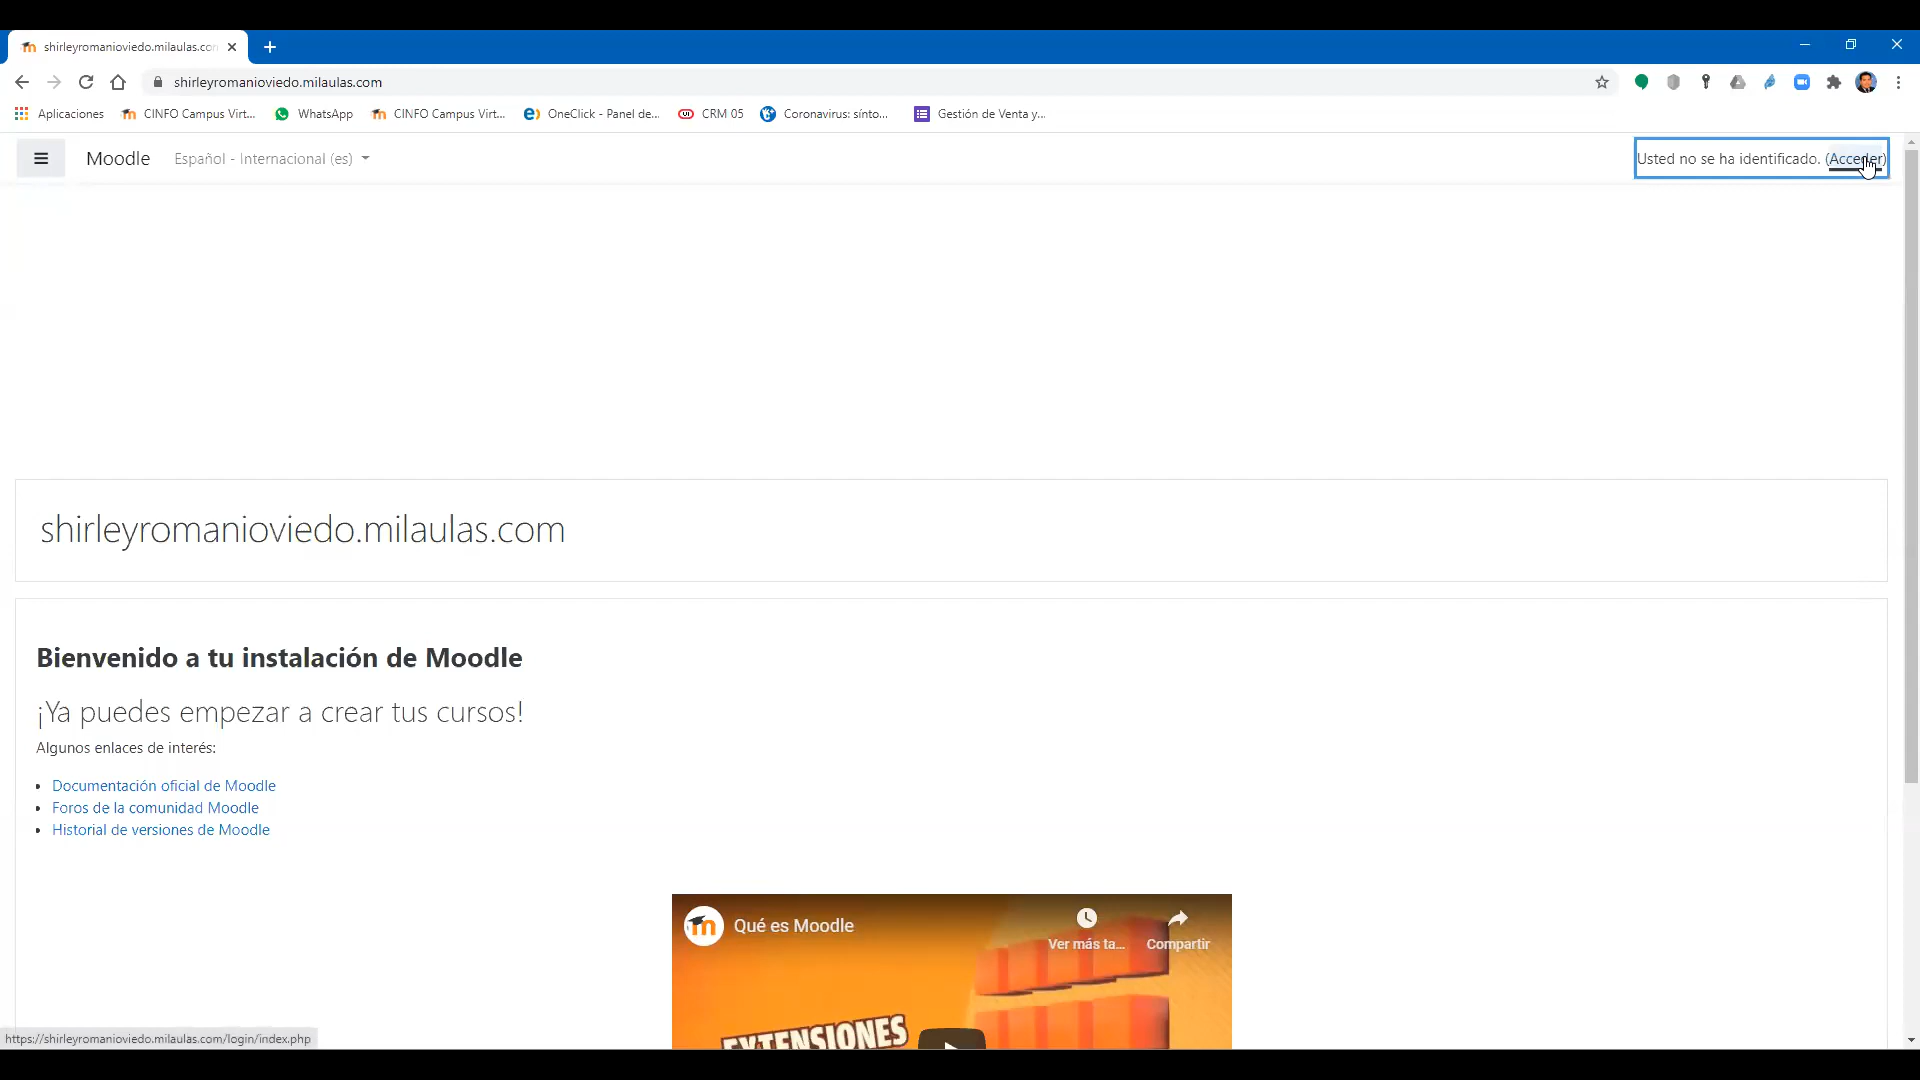 shirleyromanioviedo.milaulas.co
shirleyromanioviedo.milaulas.com
Aplicaciones
CINFO Campus Virt...
WhatsApp
CINFO Campus Virt...
OneClick - Panel de...
CRM 05
Coronavirus: sínto...
Gestión de Venta y...
Moodle
Español - Internacional (es)
Usted no se ha identificado. (Acceder)
shirleyromanioviedo.milaulas.com
Bienvenido a tu instalación de Moodle
¡Ya puedes empezar a crear tus cursos!
Algunos enlaces de interés:
Documentación oficial de Moodle
Foros de la comunidad Moodle
Historial de versiones de Moodle
Qué es Moodle
Ver más ta...
Compartir
EXTENSIONES
https://shirleyromanioviedo.milaulas.com/login/index.php